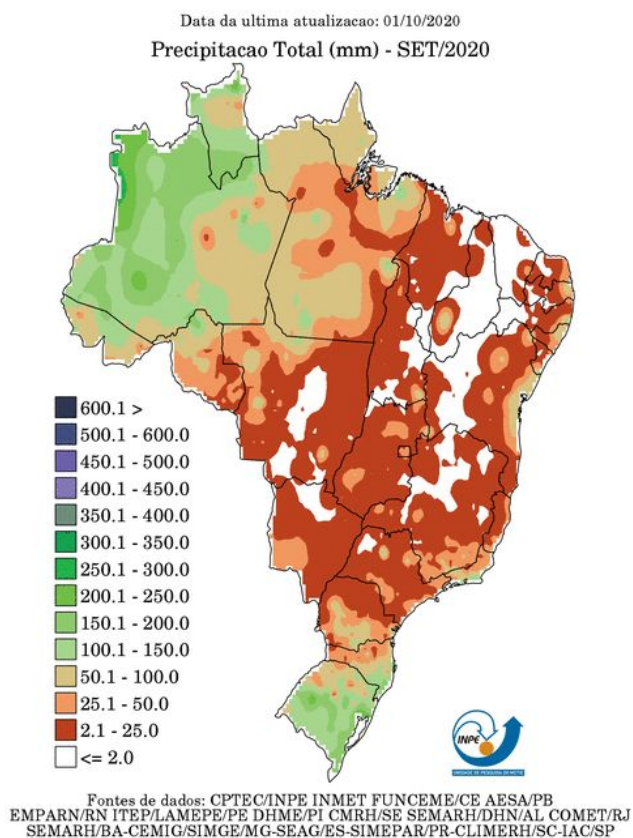 Data da ultima atualizacao: 01/10/2020
Precipitacao Total (mm) - SET/2020
600.1 >
500.1 - 600.0
450.1 - 500.0
400.1 - 450.0
350.1 - 400.0
300.1 - 350.0
250.1 - 300.0
200.1 - 250.0
150.1 - 200.0
100.1 - 150.0
50.1 - 100.0
25.1 - 50.0
2.1 - 25.0
<= 2.0
INPE
Fontes de dados: CPTEC/INPE INMET FUNCEME/CE AESA/PB
EMPARN/RN ITEP/LAMEPE/PE DHME/PI CMRH/SE SEMARH/DHN/AL COMET/RJ
SEMARH/BA-CEMIG/SIMGE/MG-SEAG/ES-SIMEPAR/PR-CLIMERH/SC-IAC/SP